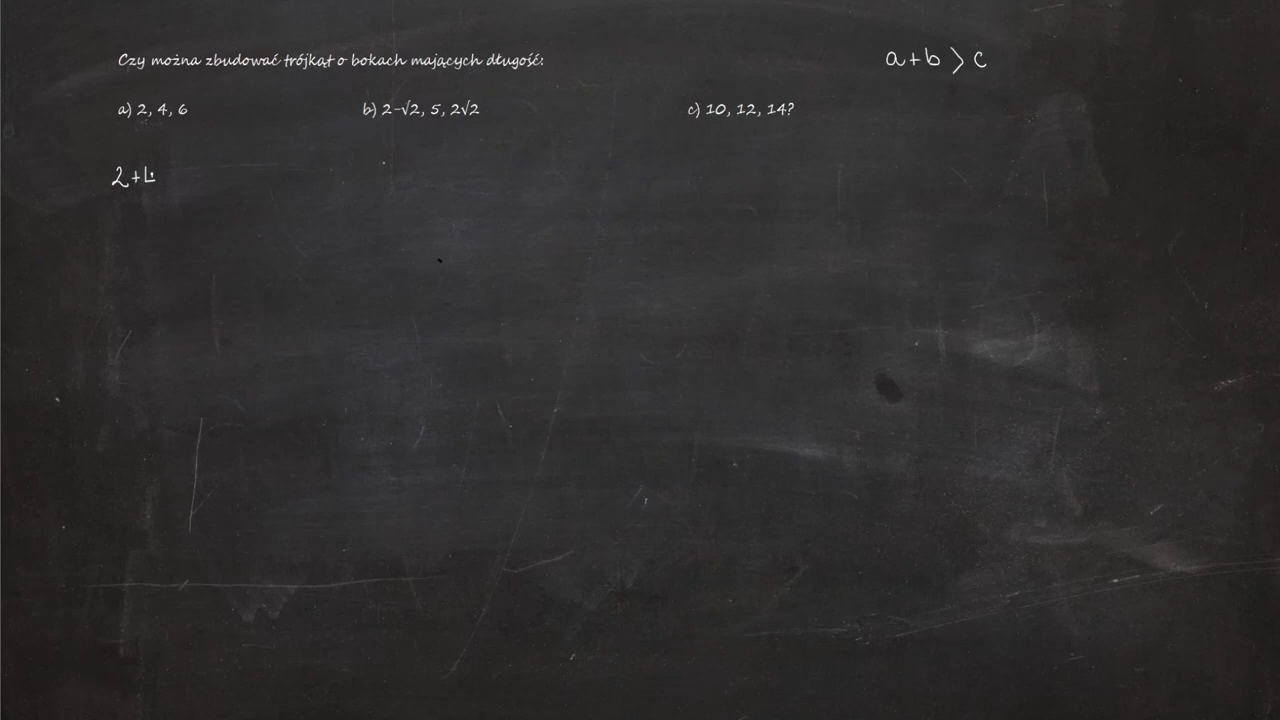 Czy można zbudować trójkąt o bokach mających długość:
a+b > c
a) 2, 4, 6 b) 2-√2, 5, 2√2 c) 10, 12, 14?
2+